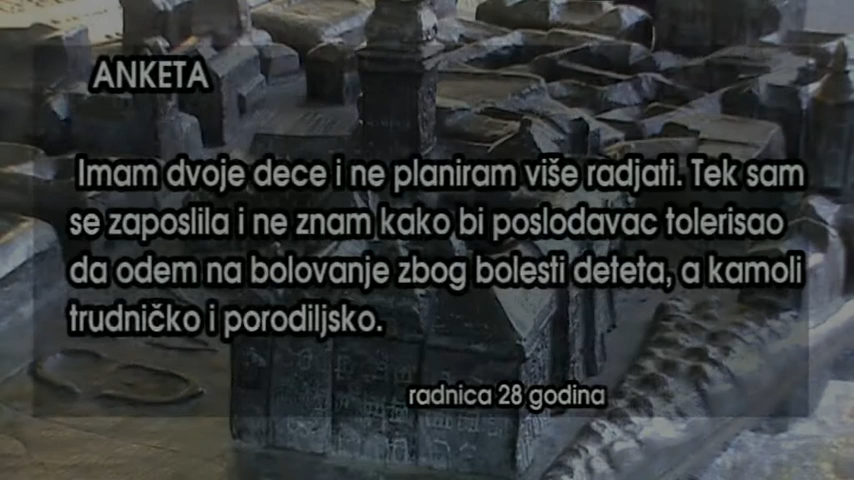 ANKETA
Imam dvoje dece i ne planiram više radjati. Tek sam
se zaposlila i ne znam kako bi poslodavac tolerisao
da odem na bolovanje zbog bolesti deteta, a kamoli
trudničko i porodiljsko.
radnica 28 godina